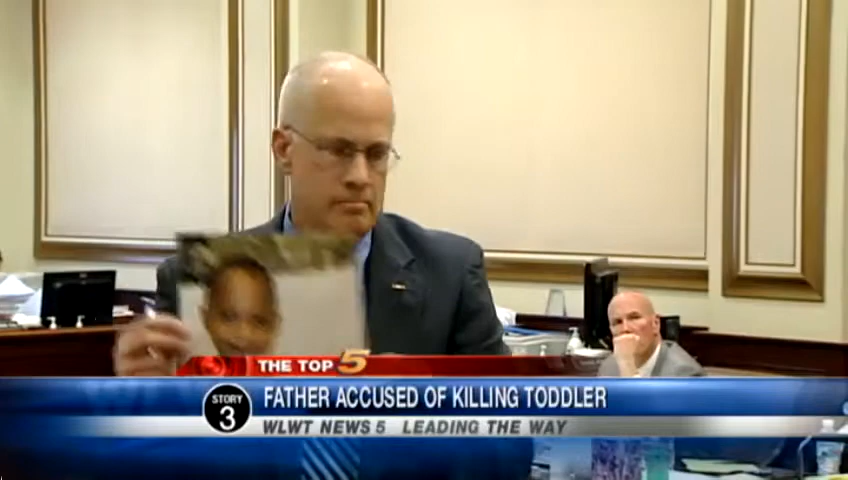 THE TOP 5
STORY
3
FATHER ACCUSED OF KILLING TODDLER
WLWT NEWS 5 LEADING THE WAY